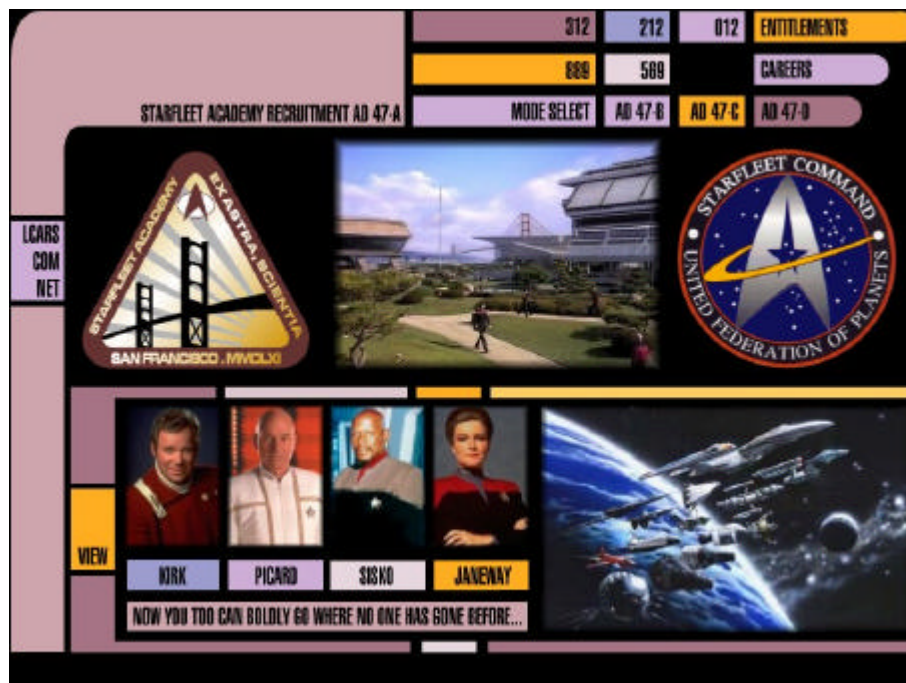 312 212 012 ENTITLEMENTS
889 569 CAREERS
STARFLEET ACADEMY RECRUITMENT AD 47-A MODE SELECT AD 47-B AD 47-C AD 47-D
STARFLEET ACADEMY
EX ASTRA, SCIENTIA
SAN FRANCISCO . MMCLXI
STARFLEET COMMAND
UNITED FEDERATION OF PLANETS
LCARS
COM
NET
VIEW
KIRK PICARD SISKO JANEWAY
NOW YOU TOO CAN BOLDLY GO WHERE NO ONE HAS GONE BEFORE...